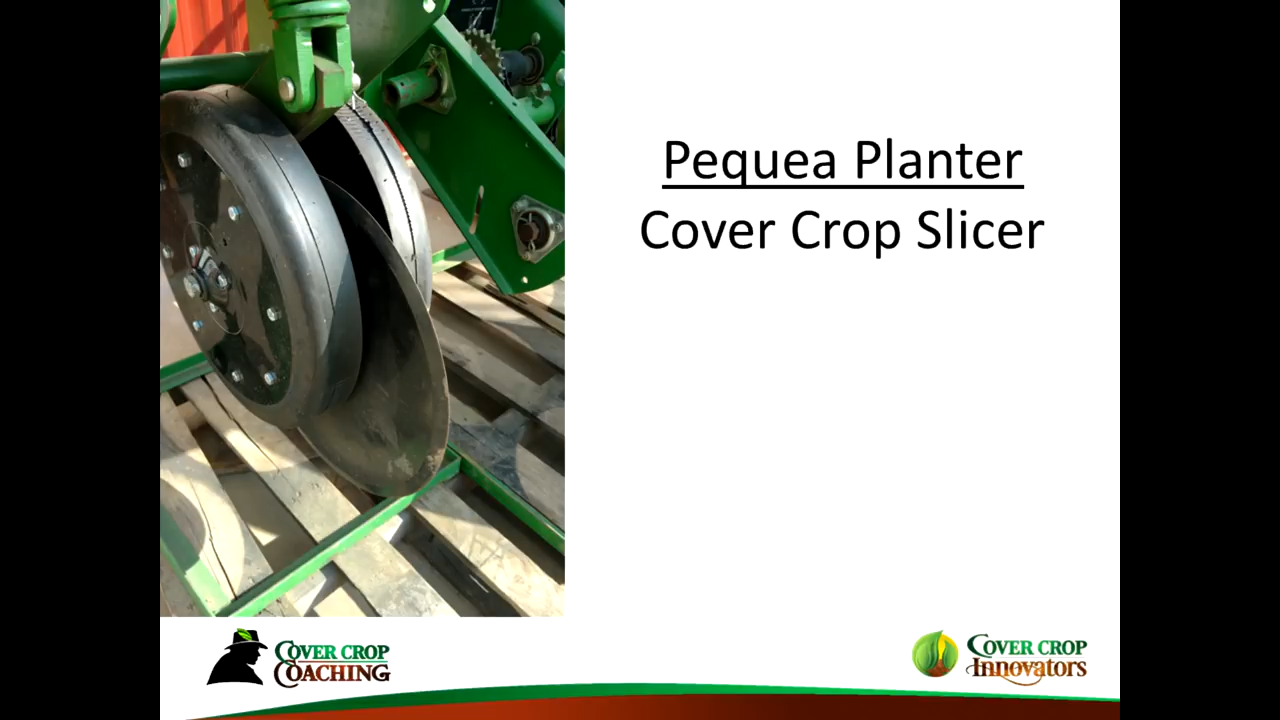 Pequea Planter
Cover Crop Slicer
COVER CROP
COACHING
COVER CROP
INNOVATORS